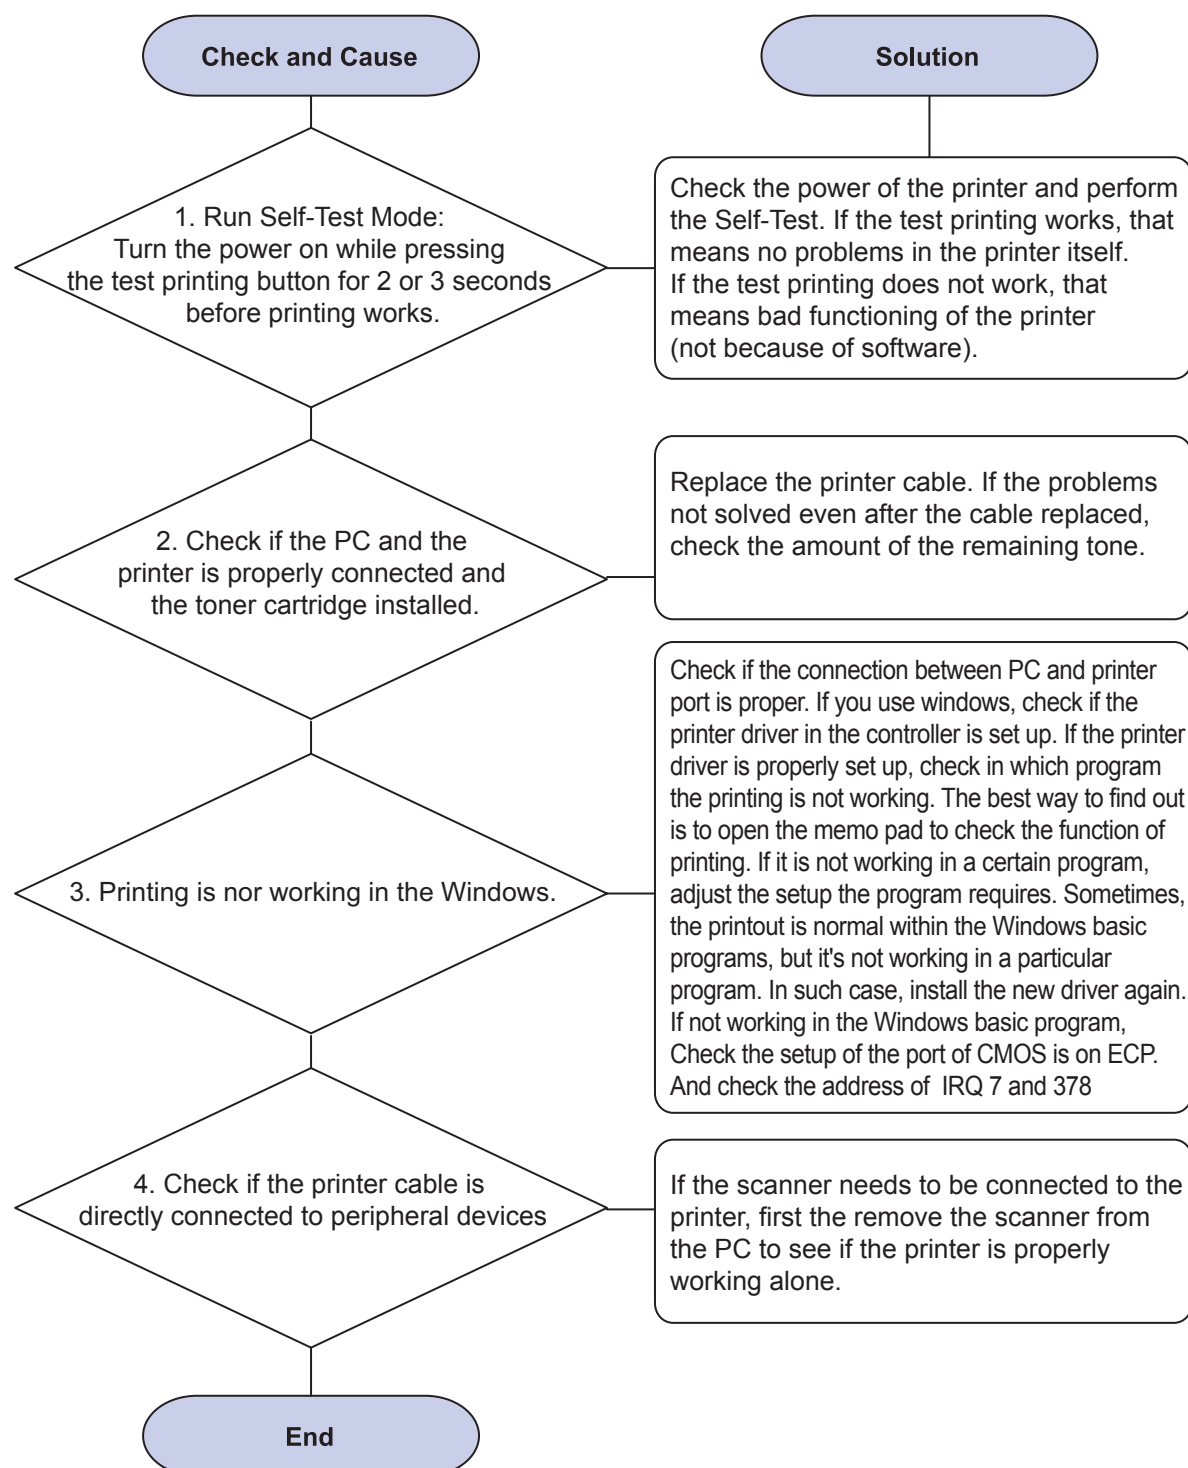 Check and Cause
Solution
1. Run Self-Test Mode:
Turn the power on while pressing
the test printing button for 2 or 3 seconds
before printing works.
Check the power of the printer and perform
the Self-Test. If the test printing works, that
means no problems in the printer itself.
If the test printing does not work, that
means bad functioning of the printer
(not because of software).
2. Check if the PC and the
printer is properly connected and
the toner cartridge installed.
Replace the printer cable. If the problems
not solved even after the cable replaced,
check the amount of the remaining tone.
3. Printing is nor working in the Windows.
Check if the connection between PC and printer
port is proper. If you use windows, check if the
printer driver in the controller is set up. If the printer
driver is properly set up, check in which program
the printing is not working. The best way to find out
is to open the memo pad to check the function of
printing. If it is not working in a certain program,
adjust the setup the program requires. Sometimes,
the printout is normal within the Windows basic
programs, but it's not working in a particular
program. In such case, install the new driver again.
If not working in the Windows basic program,
Check the setup of the port of CMOS is on ECP.
And check the address of IRQ 7 and 378
4. Check if the printer cable is
directly connected to peripheral devices
If the scanner needs to be connected to the
printer, first the remove the scanner from
the PC to see if the printer is properly
working alone.
End